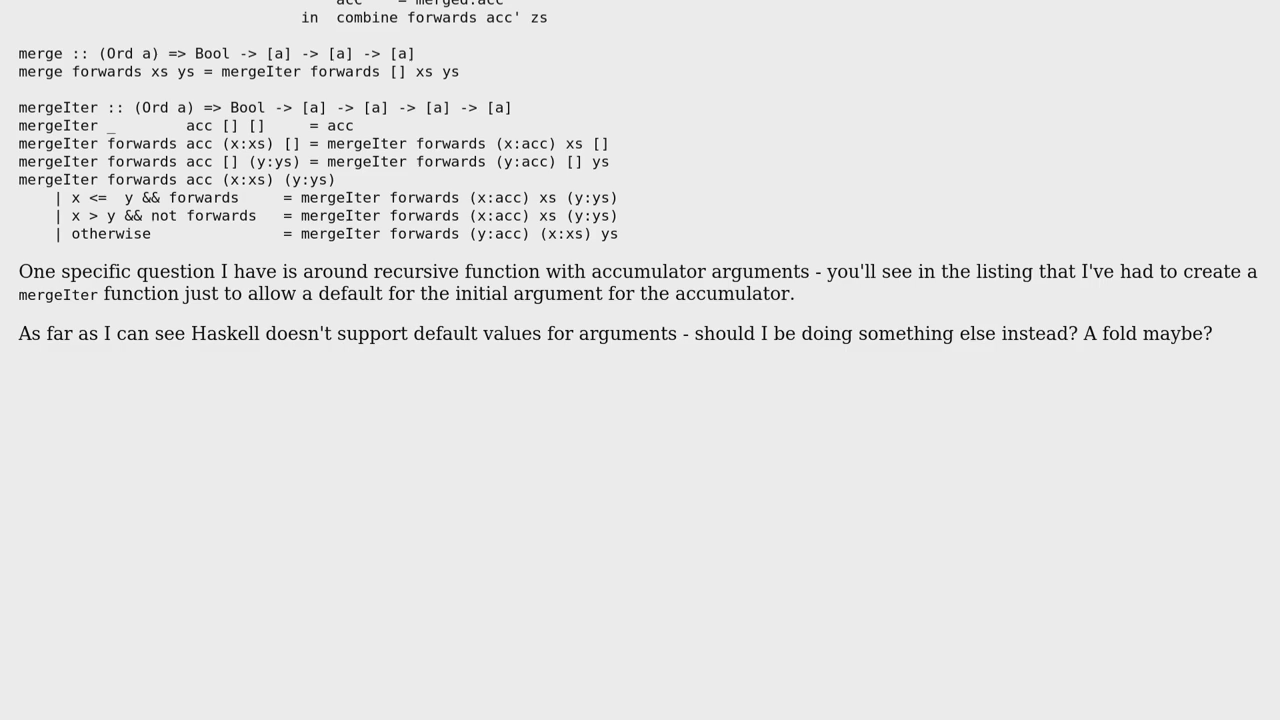 acc' = merged:acc
in combine forwards acc' zs
merge :: (Ord a) => Bool -> [a] -> [a] -> [a]
merge forwards xs ys = mergeIter forwards [] xs ys
mergeIter :: (Ord a) => Bool -> [a] -> [a] -> [a] -> [a]
mergeIter _        acc [] []     = acc
mergeIter forwards acc (x:xs) [] = mergeIter forwards (x:acc) xs []
mergeIter forwards acc [] (y:ys) = mergeIter forwards (y:acc) [] ys
mergeIter forwards acc (x:xs) (y:ys)
    | x <=  y && forwards     = mergeIter forwards (x:acc) xs (y:ys)
    | x > y && not forwards   = mergeIter forwards (x:acc) xs (y:ys)
    | otherwise               = mergeIter forwards (y:acc) (x:xs) ys
One specific question I have is around recursive function with accumulator arguments - you'll see in the listing that I've had to create a
mergeIter function just to allow a default for the initial argument for the accumulator.
As far as I can see Haskell doesn't support default values for arguments - should I be doing something else instead? A fold maybe?